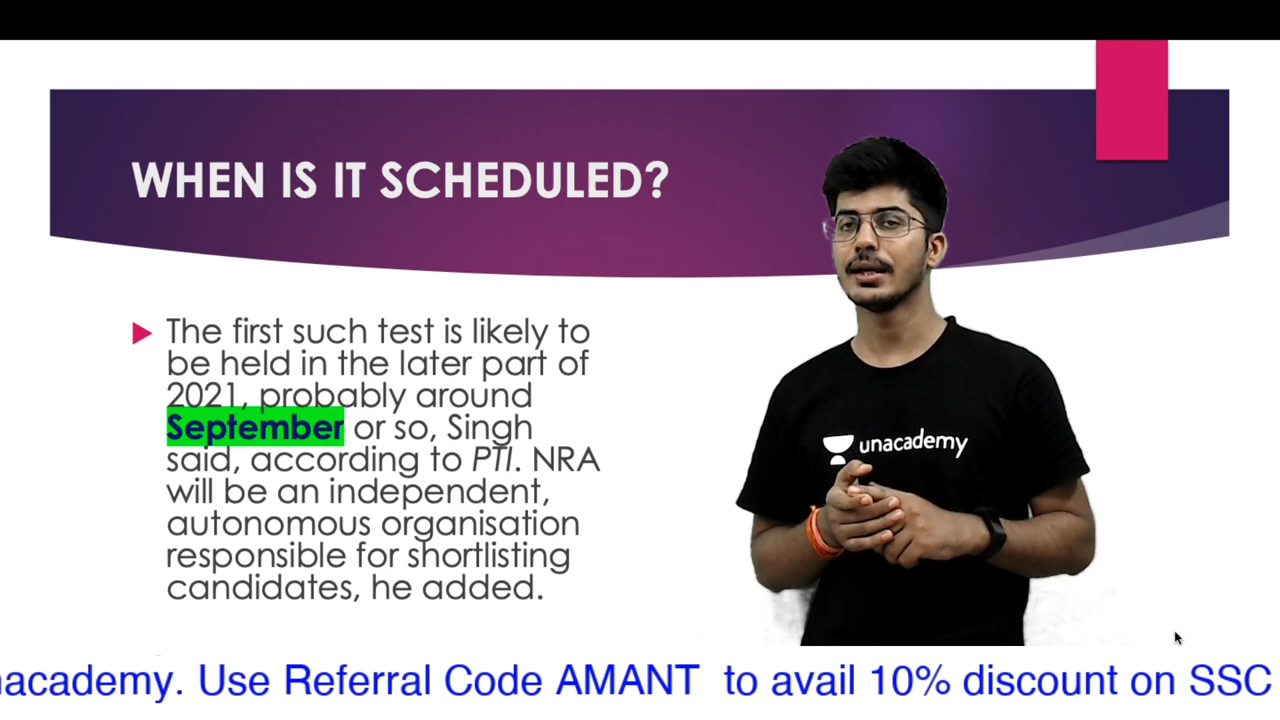 WHEN IS IT SCHEDULED?
The first such test is likely to
be held in the later part of
2021, probably around
September or so, Singh
said, according to PTI. NRA
will be an independent,
autonomous organisation
responsible for shortlisting
candidates, he added.
unacademy
nacademy. Use Referral Code AMANT to avail 10% discount on SSC